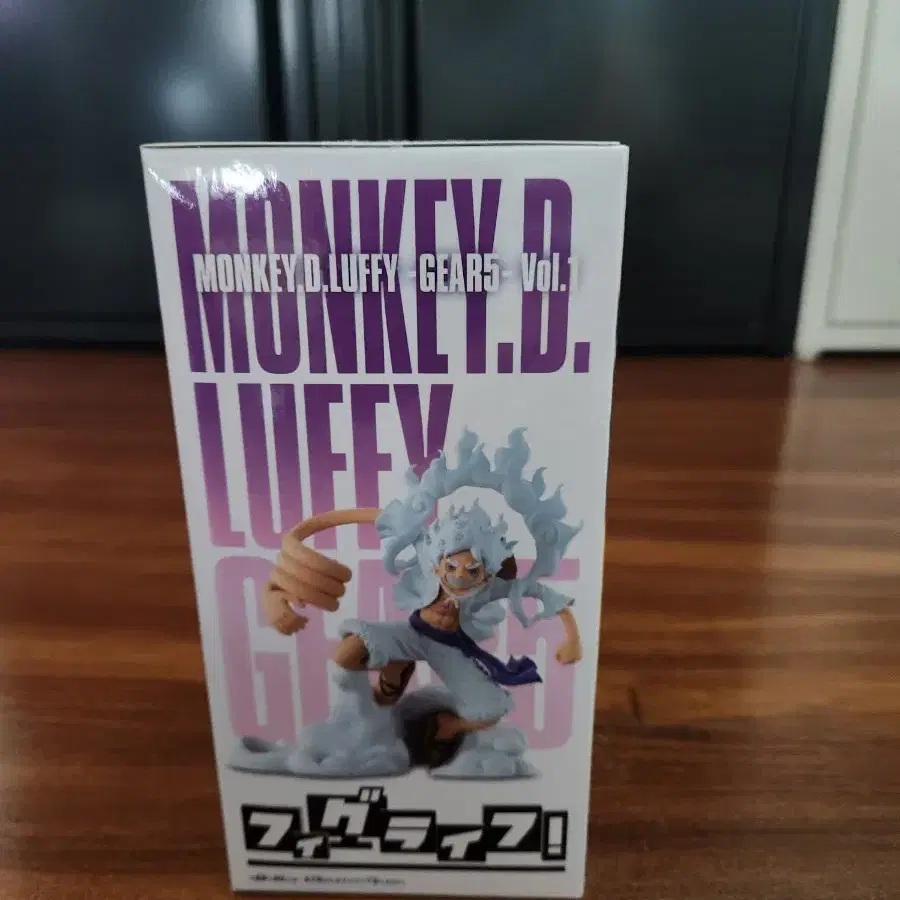 MONKEY.D.
MONKEY.D.LUFFY -GEAR5- Vol.1
LUFFY
GEAR5
フィグライフ!